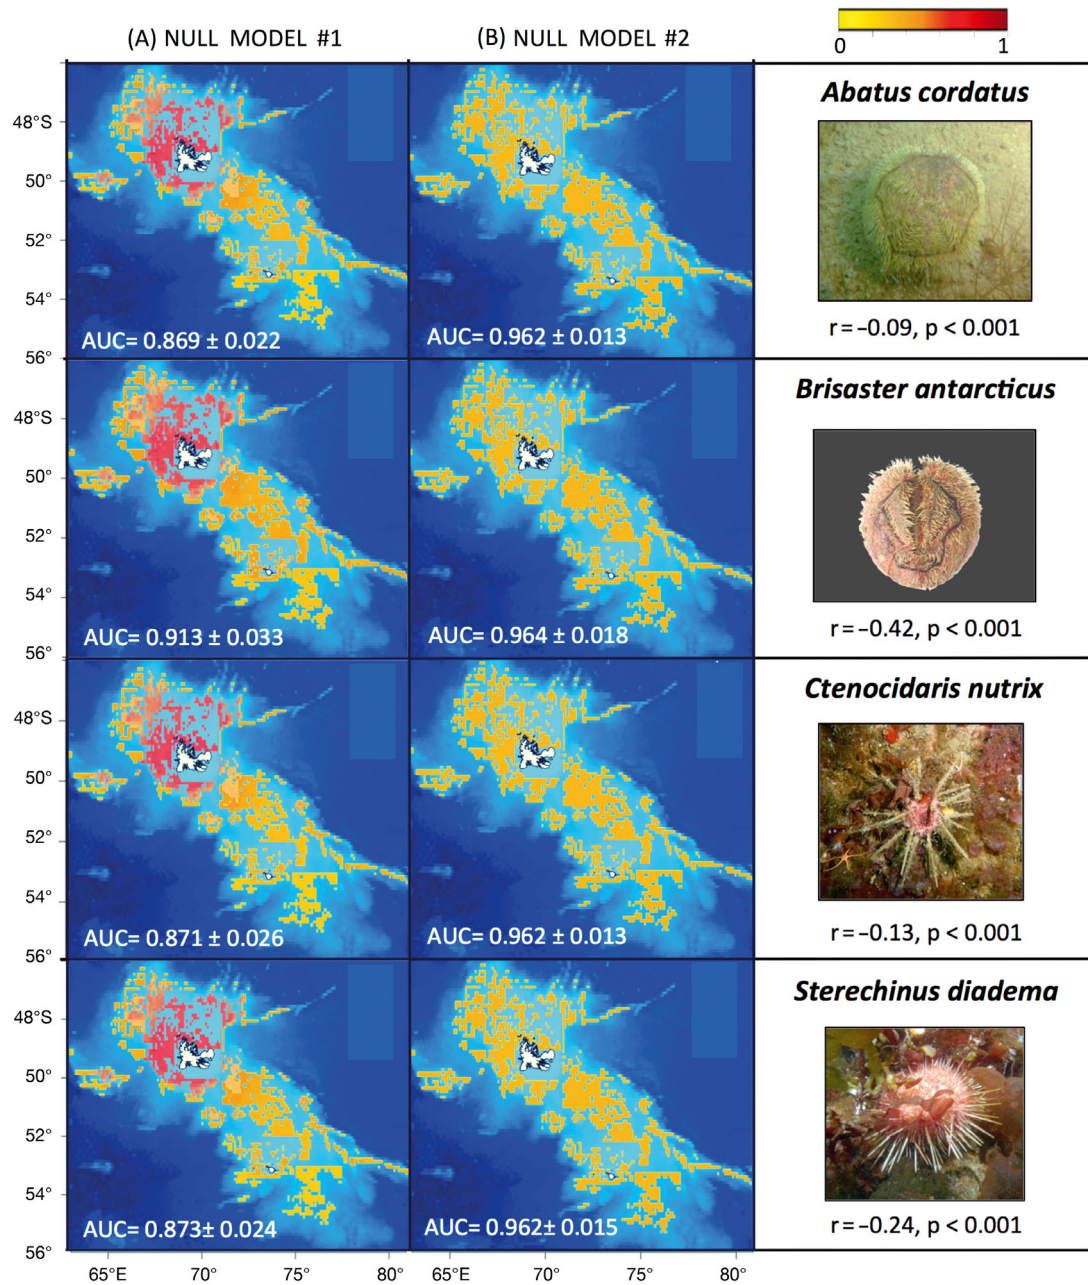 (A) NULL MODEL #1
(B) NULL MODEL #2
0 1
48°S
50°
52°
54°
56°
AUC= 0.869 ± 0.022
AUC= 0.962 ± 0.013
Abatus cordatus
r = –0.09, p < 0.001
48°S
50°
52°
54°
56°
AUC= 0.913 ± 0.033
AUC= 0.964 ± 0.018
Brisaster antarcticus
r = –0.42, p < 0.001
48°S
50°
52°
54°
56°
AUC= 0.871 ± 0.026
AUC= 0.962 ± 0.013
Ctenocidaris nutrix
r = –0.13, p < 0.001
48°S
50°
52°
54°
56°
AUC= 0.873± 0.024
AUC= 0.962± 0.015
Sterechinus diadema
r = –0.24, p < 0.001
65°E 70° 75° 80° 65°E 70° 75° 80°